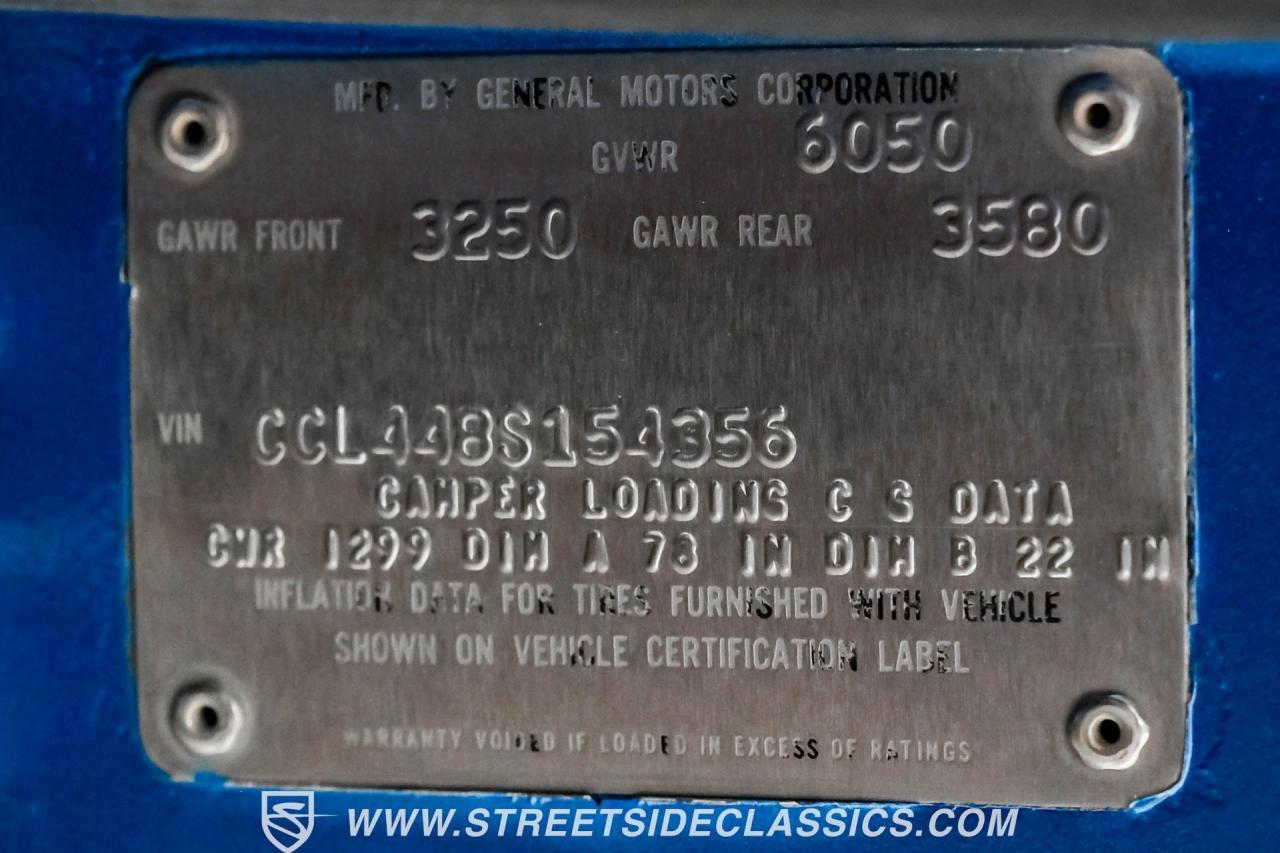 MFD. BY GENERAL MOTORS CORPORATION
GVWR 6050
GAWR FRONT 3250 GAWR REAR 3580
VIN CCL448S154356
CAMPER LOADING C G DATA
CWR 1299 DIM A 78 IN DIM B 22 IN
INFLATION DATA FOR TIRES FURNISHED WITH VEHICLE
SHOWN ON VEHICLE CERTIFICATION LABEL
WARRANTY VOIDED IF LOADED IN EXCESS OF RATINGS
WWW.STREETSIDECLASSICS.COM